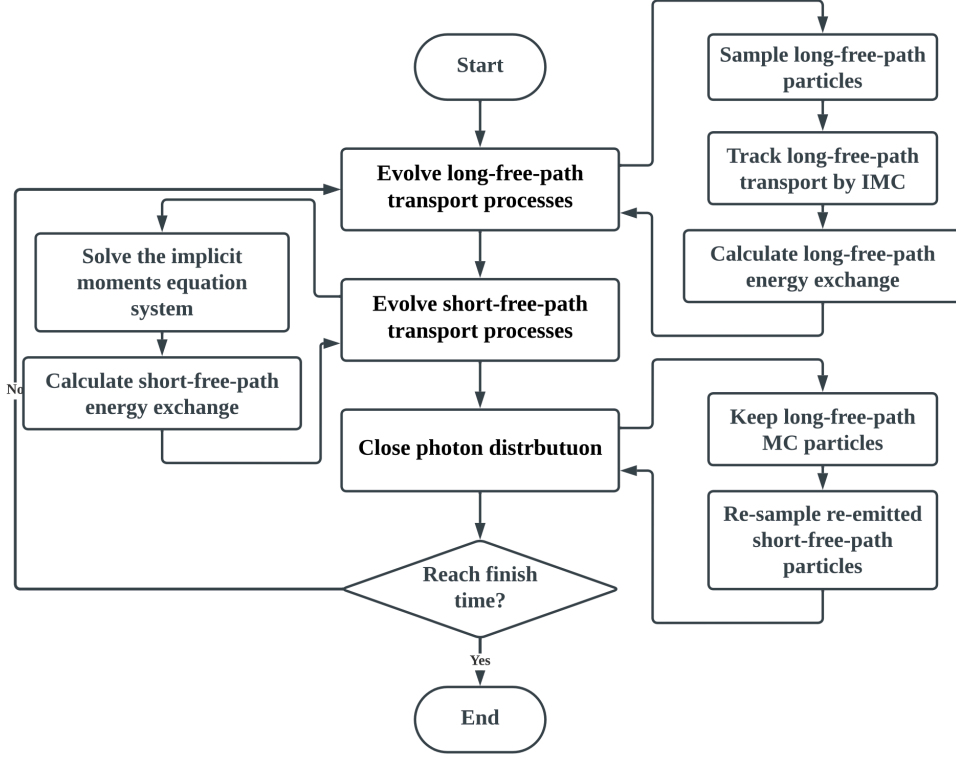 Start
Evolve long-free-path
transport processes
Sample long-free-path
particles
Track long-free-path
transport by IMC
Calculate long-free-path
energy exchange
Evolve short-free-path
transport processes
Solve the implicit
moments equation
system
Calculate short-free-path
energy exchange
Close photon distrbutuon
Keep long-free-path
MC particles
Re-sample re-emitted
short-free-path
particles
Reach finish
time?
No
Yes
End